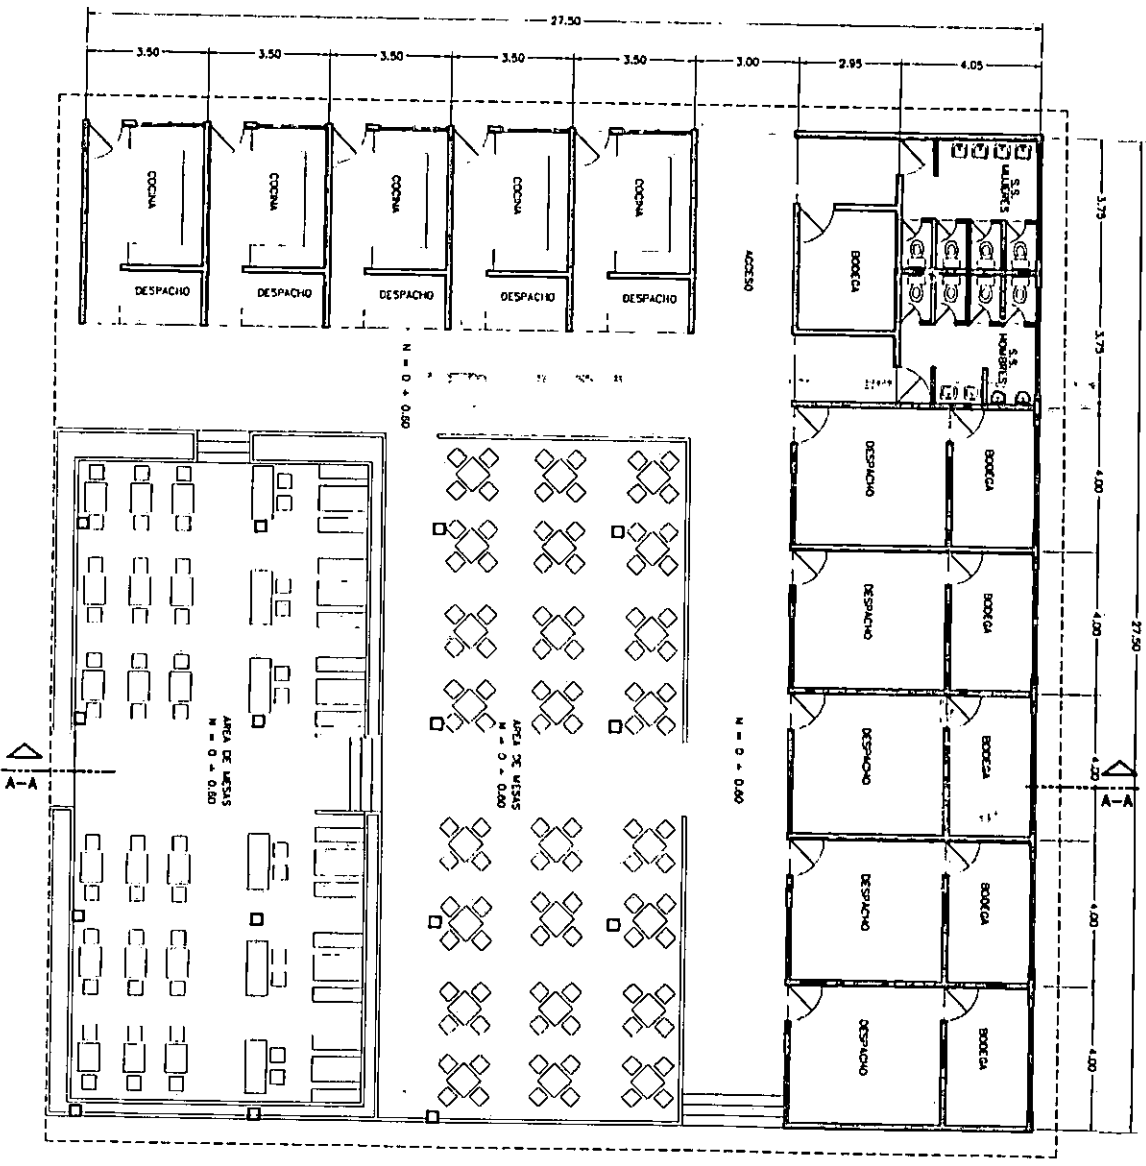 27.50
3.50
3.50
3.50
3.50
3.50
3.00
2.95
4.05
COCINA
COCINA
COCINA
COCINA
COCINA
DESPACHO
DESPACHO
DESPACHO
DESPACHO
DESPACHO
ACCESO
BODEGA
S.S.
MUJERES
S.S.
HOMBRES
3.75
3.75
4.00
4.00
4.00
4.00
4.00
27.50
N = 0 + 0.60
DESPACHO
BODEGA
DESPACHO
BODEGA
DESPACHO
BODEGA
DESPACHO
BODEGA
DESPACHO
BODEGA
AREA DE MESAS
N = 0 + 0.60
AREA DE MESAS
N = 0 + 0.60
N = 0 + 0.60
A-A
A-A